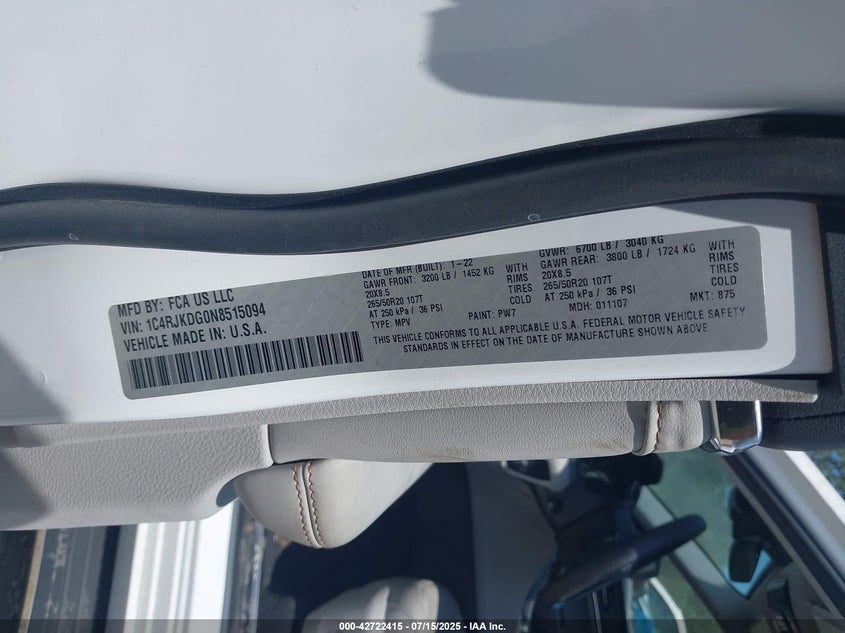 MFD BY: FCA US LLC
VIN: 1C4RJKDG0N8515094
VEHICLE MADE IN: U.S.A.
DATE OF MFR (BUILT): 1-22
GVWR: 6700 LB / 3040 KG
GAWR FRONT: 3200 LB / 1452 KG WITH
GAWR REAR: 3800 LB / 1724 KG WITH
20X8.5 RIMS
20X8.5 RIMS
265/50R20 107T TIRES
265/50R20 107T TIRES
AT 250 kPa / 36 PSI COLD
AT 250 kPa / 36 PSI COLD
TYPE: MPV PAINT: PW7 MDH: 011107 MKT: 875
THIS VEHICLE CONFORMS TO ALL APPLICABLE U.S.A. FEDERAL MOTOR VEHICLE SAFETY
STANDARDS IN EFFECT ON THE DATE OF MANUFACTURE SHOWN ABOVE.
000-42722415 - 07/15/2025 - IAA Inc.